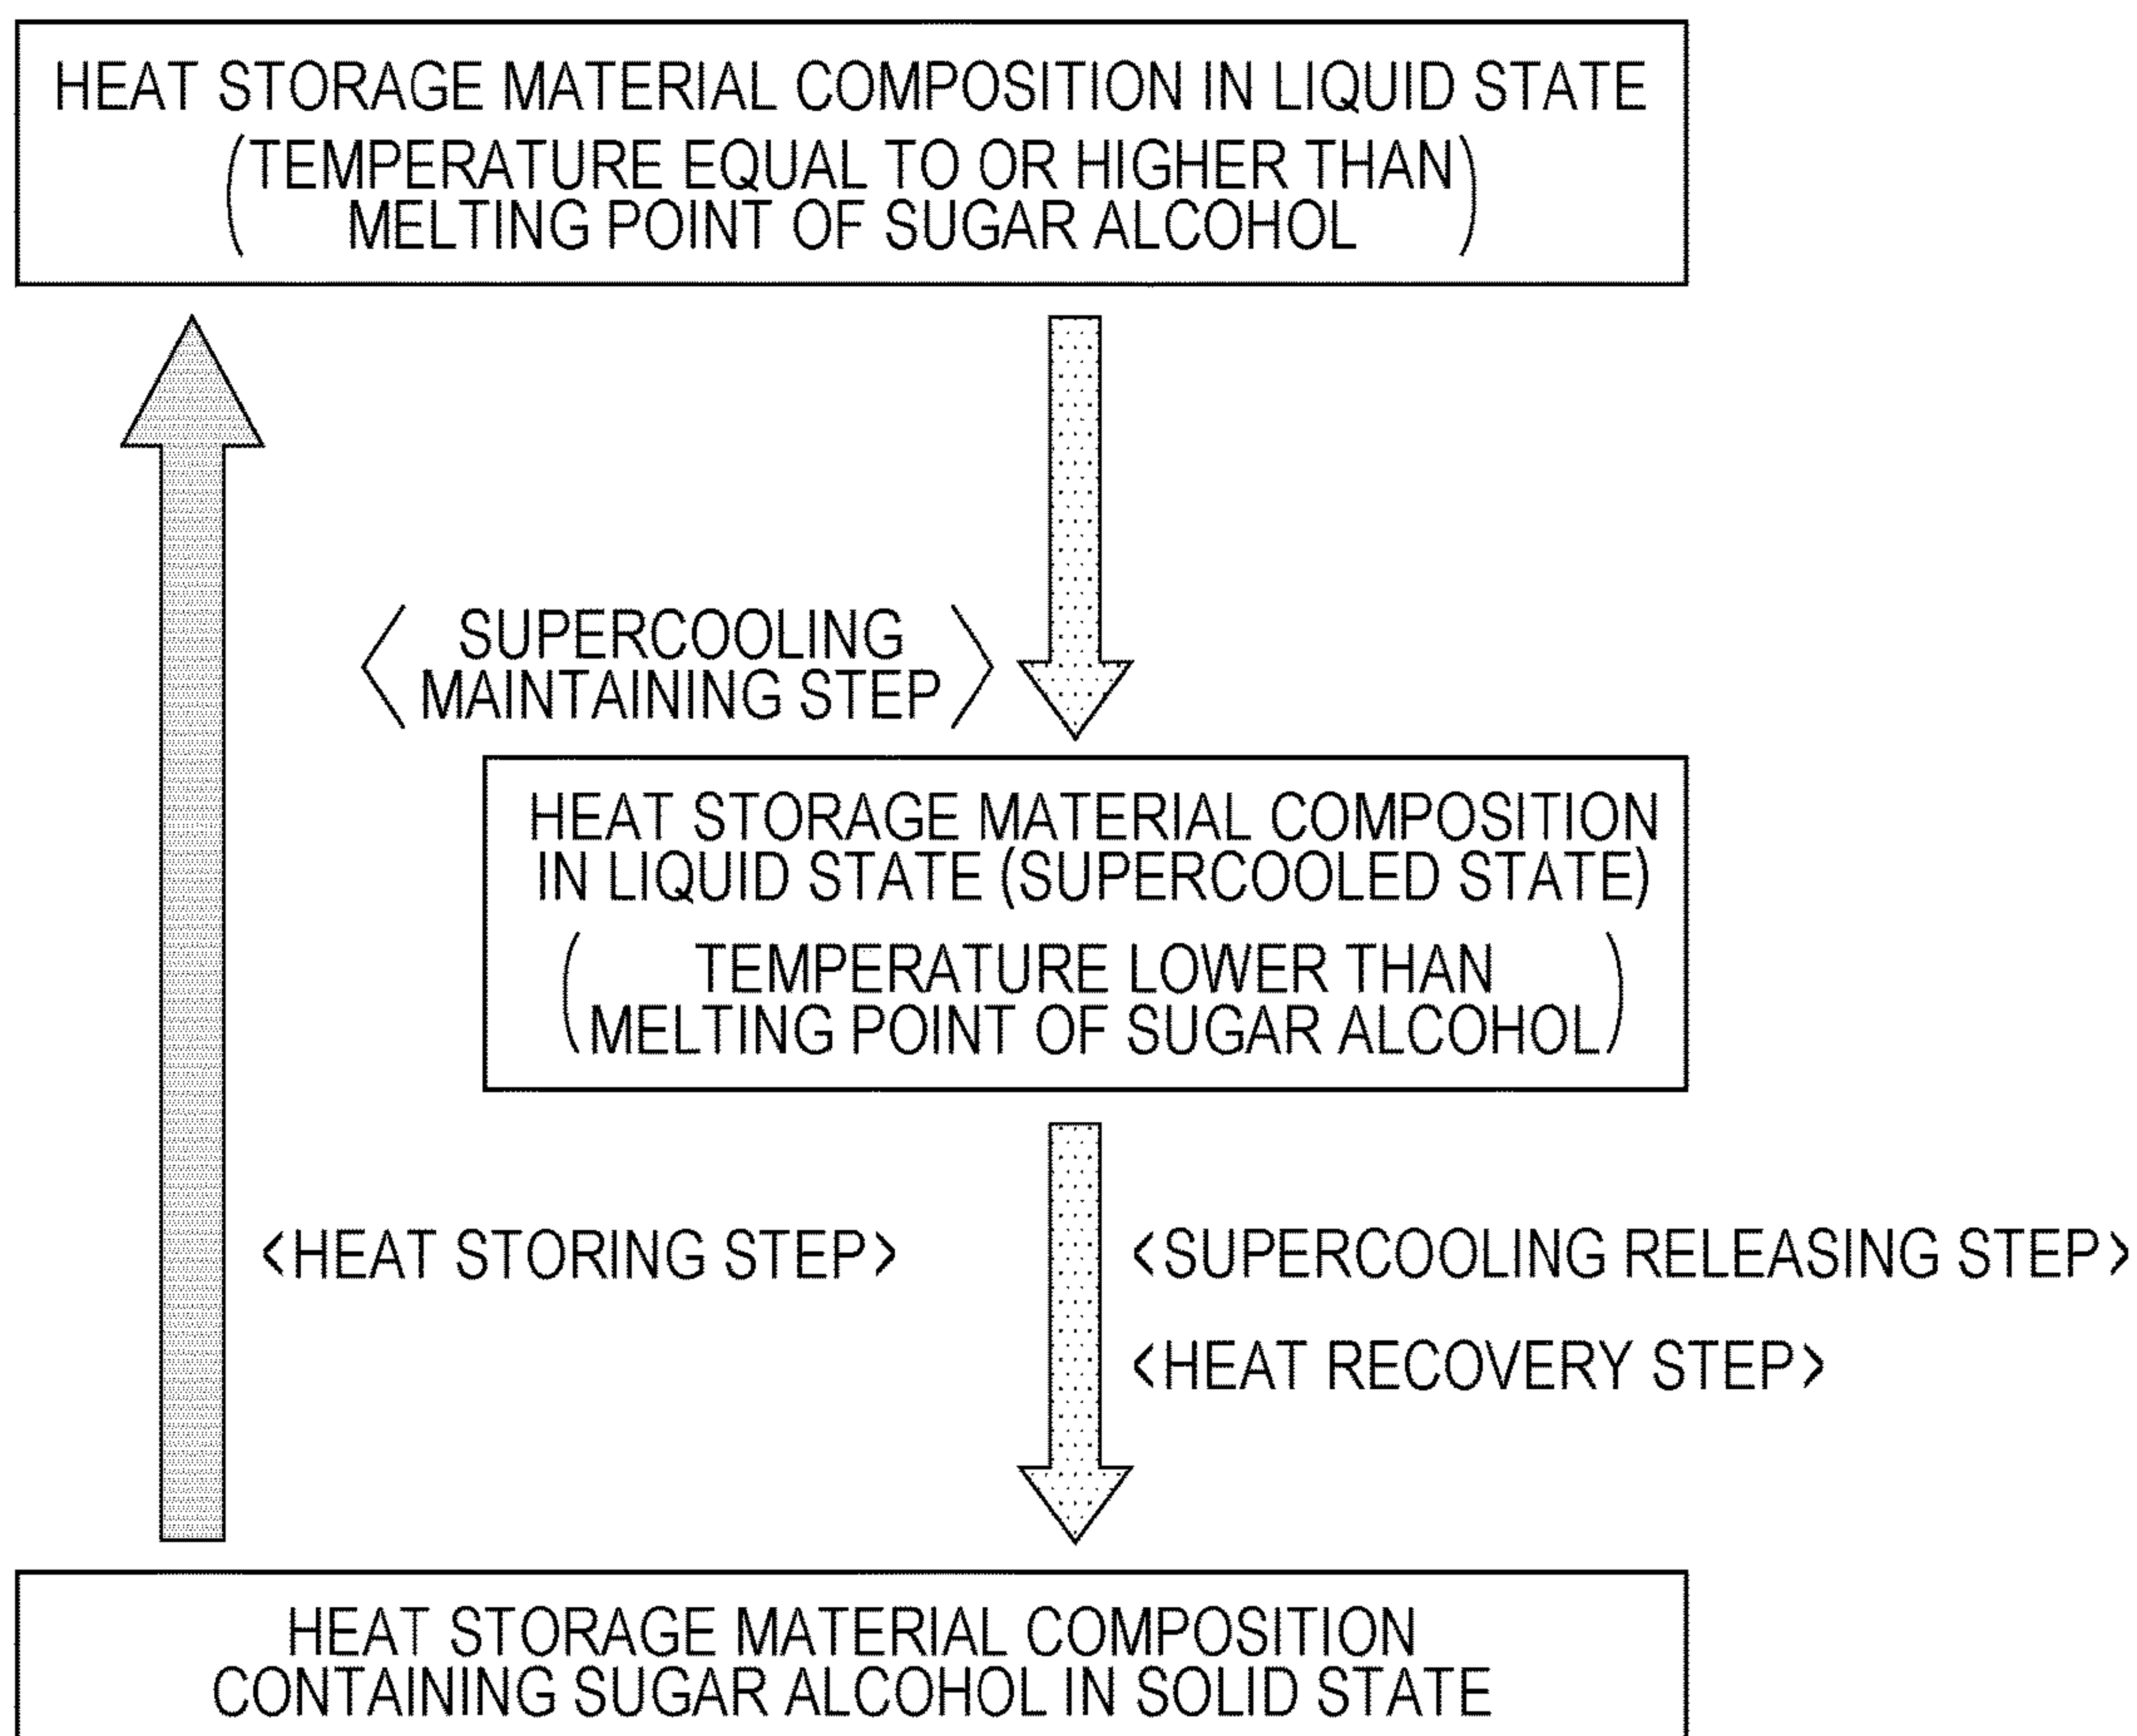 HEAT STORAGE MATERIAL COMPOSITION IN LIQUID STATE
(TEMPERATURE EQUAL TO OR HIGHER THAN
MELTING POINT OF SUGAR ALCOHOL)
<SUPERCOOLING
MAINTAINING STEP>
HEAT STORAGE MATERIAL COMPOSITION
IN LIQUID STATE (SUPERCOOLED STATE)
(TEMPERATURE LOWER THAN
MELTING POINT OF SUGAR ALCOHOL)
<HEAT STORING STEP>
<SUPERCOOLING RELEASING STEP>
<HEAT RECOVERY STEP>
HEAT STORAGE MATERIAL COMPOSITION
CONTAINING SUGAR ALCOHOL IN SOLID STATE